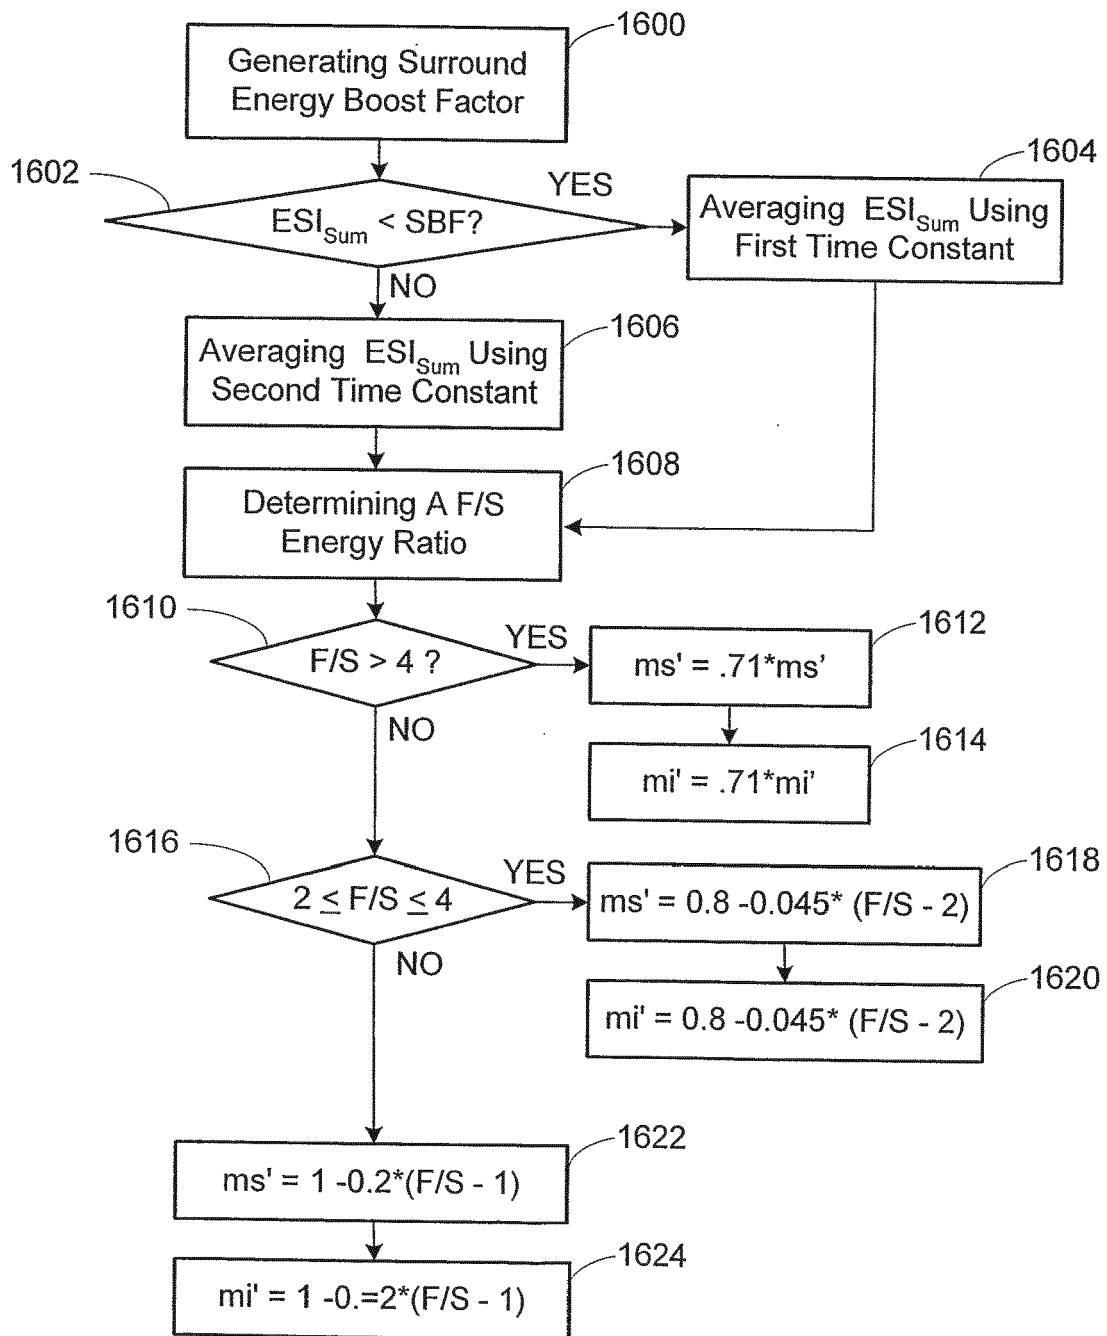 1600
Generating Surround
Energy Boost Factor
1602
YES
1604
ESI_Sum < SBF?
Averaging ESI_Sum Using
First Time Constant
NO
1606
Averaging ESI_Sum Using
Second Time Constant
1608
Determining A F/S
Energy Ratio
1610
YES
1612
F/S > 4 ?
ms' = .71*ms'
NO
1614
mi' = .71*mi'
1616
YES
1618
2 ≤ F/S ≤ 4
ms' = 0.8 -0.045* (F/S - 2)
NO
1620
mi' = 0.8 -0.045* (F/S - 2)
1622
ms' = 1 -0.2*(F/S - 1)
1624
mi' = 1 -0.=2*(F/S - 1)